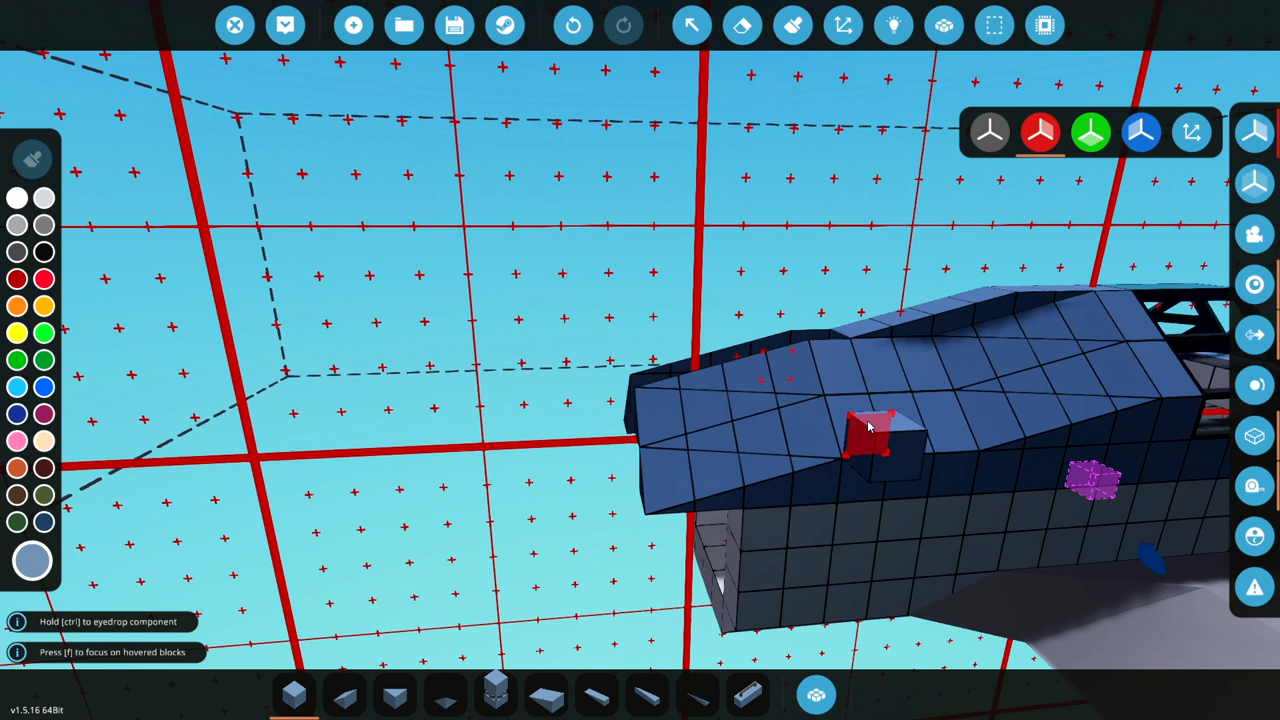 Hold [ctrl] to eyedrop component
Press [f] to focus on hovered blocks
v1.5.16 64Bit